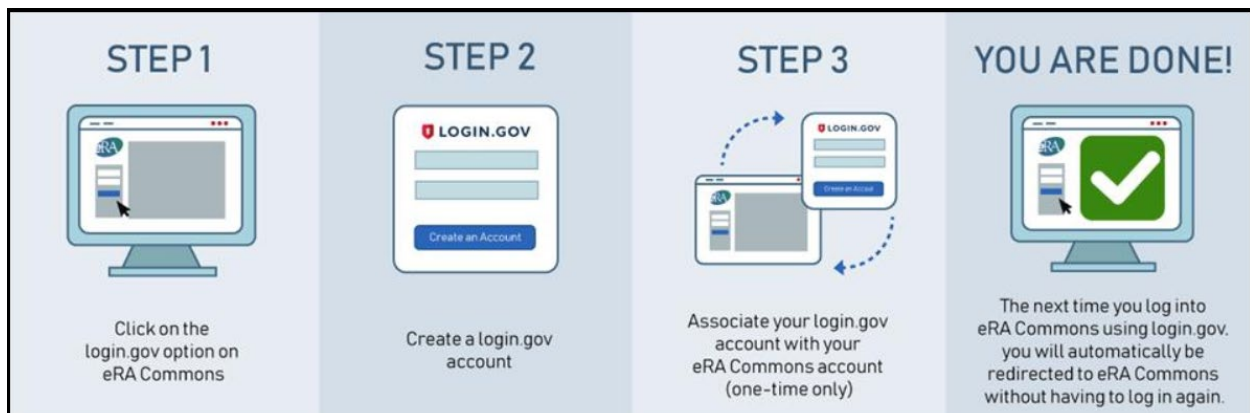 STEP 1
eRA
Click on the
login.gov option on
eRA Commons
STEP 2
LOGIN.GOV
Create an Account
Create a login.gov
account
STEP 3
LOGIN.GOV
Create an Account
eRA
Associate your login.gov
account with your
eRA Commons account
(one-time only)
YOU ARE DONE!
eRA
The next time you log into
eRA Commons using login.gov,
you will automatically be
redirected to eRA Commons
without having to log in again.